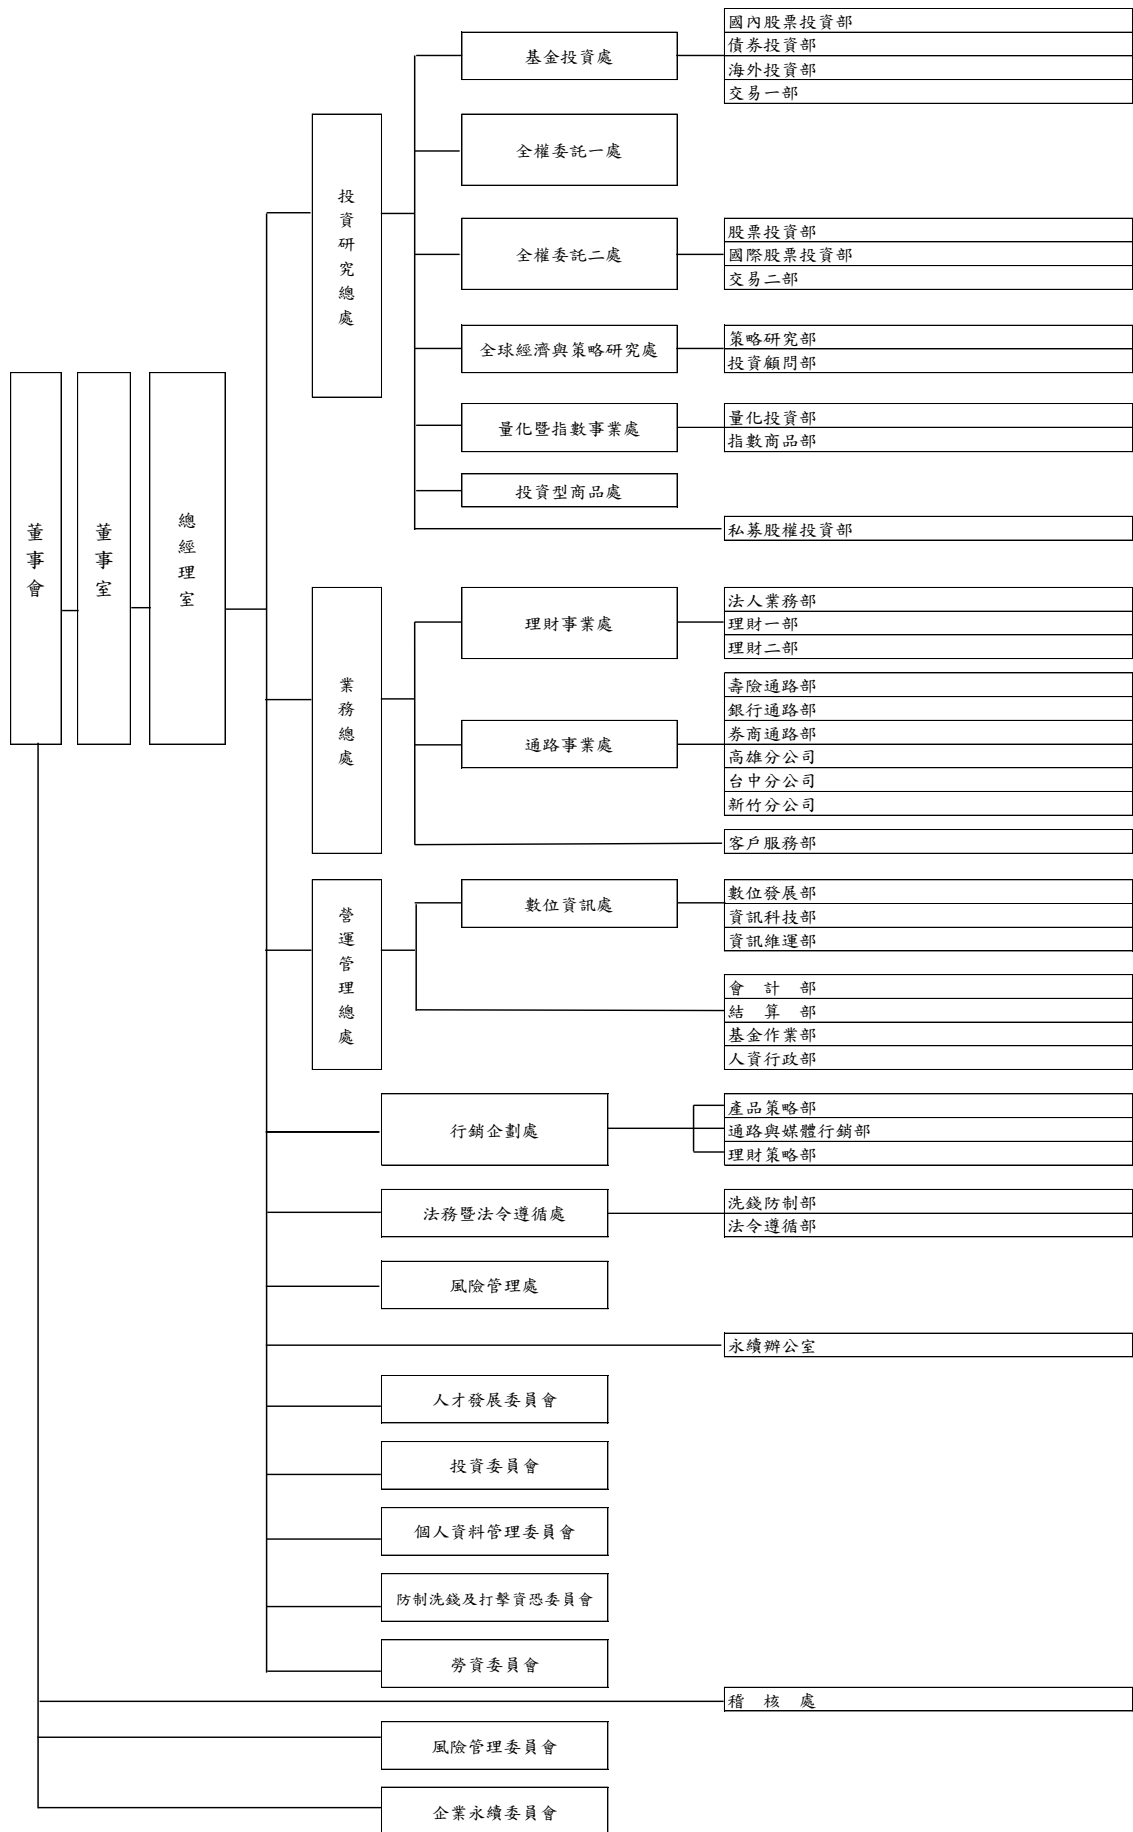 董事會
董事室
總經理室
投資研究總處
基金投資處
國內股票投資部
債券投資部
海外投資部
交易一部
全權委託一處
全權委託二處
股票投資部
國際股票投資部
交易二部
全球經濟與策略研究處
策略研究部
投資顧問部
量化暨指數事業處
量化投資部
指數商品部
投資型商品處
私募股權投資部
業務總處
理財事業處
法人業務部
理財一部
理財二部
通路事業處
壽險通路部
銀行通路部
券商通路部
高雄分公司
台中分公司
新竹分公司
客戶服務部
營運管理總處
數位資訊處
數位發展部
資訊科技部
資訊維運部
會 計 部
結 算 部
基金作業部
人資行政部
行銷企劃處
產品策略部
通路與媒體行銷部
理財策略部
法務暨法令遵循處
洗錢防制部
法令遵循部
風險管理處
永續辦公室
人才發展委員會
投資委員會
個人資料管理委員會
防制洗錢及打擊資恐委員會
勞資委員會
稽 核 處
風險管理委員會
企業永續委員會